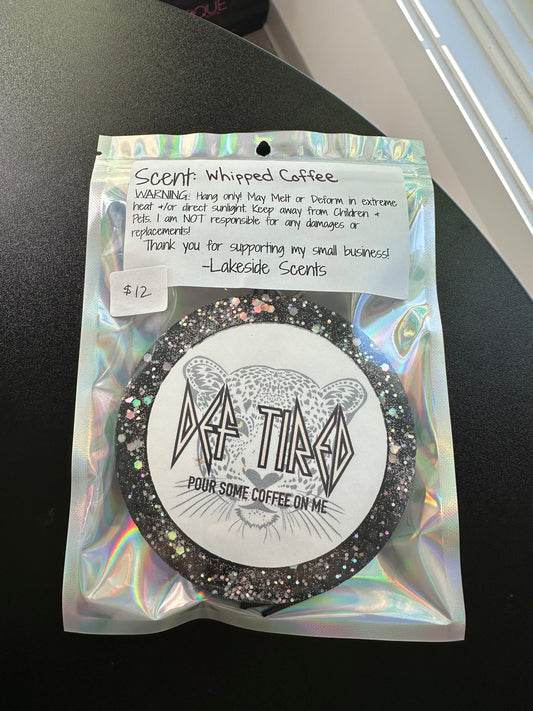 QUE
Scent: Whipped Coffee
WARNING: Hang only! May Melt or Deform in extreme
heat +/or direct sunlight. Keep away from Children +
Pets. I am NOT responsible for any damages or
replacements!
Thank you for supporting my small business!
-Lakeside Scents
$12
DEF TIRED
POUR SOME COFFEE ON ME